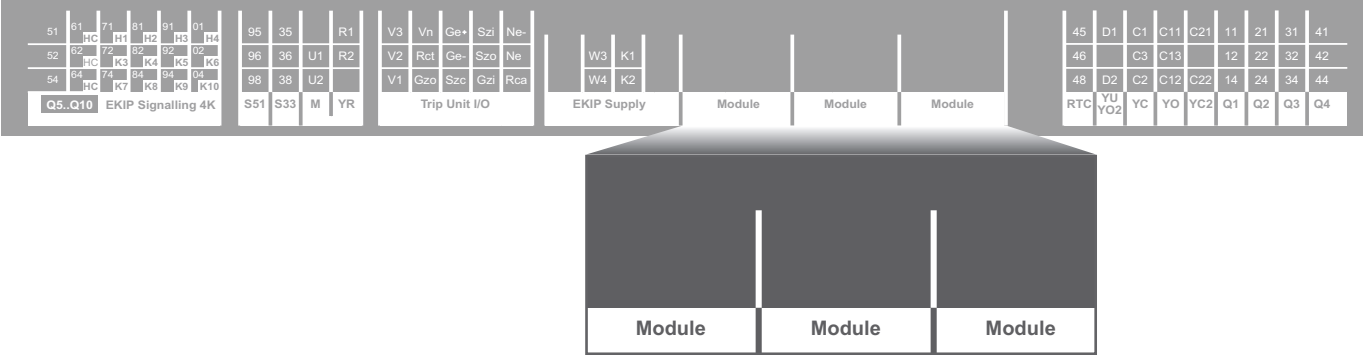 61 71 81 91 01
51 HC H1 H2 H3 H4
62 72 82 92 02
52 HC K3 K4 K5 K6
64 74 84 94 04
54 HC K7 K8 K9 K10
Q5..Q10 EKIP Signalling 4K
95 35 R1
96 36 U1 R2
98 38 U2
S51 S33 M YR
V3 Vn Ge+ Szi Ne-
V2 Rct Ge- Szo Ne
V1 Gzo Szc Gzi Rca
Trip Unit I/O
W3 K1
W4 K2
EKIP Supply Module Module Module
45 D1 C1 C11 C21 11 21 31 41
46 C3 C13 12 22 32 42
48 D2 C2 C12 C22 14 24 34 44
RTC YU YC YO YC2 Q1 Q2 Q3 Q4
YO2
Module Module Module